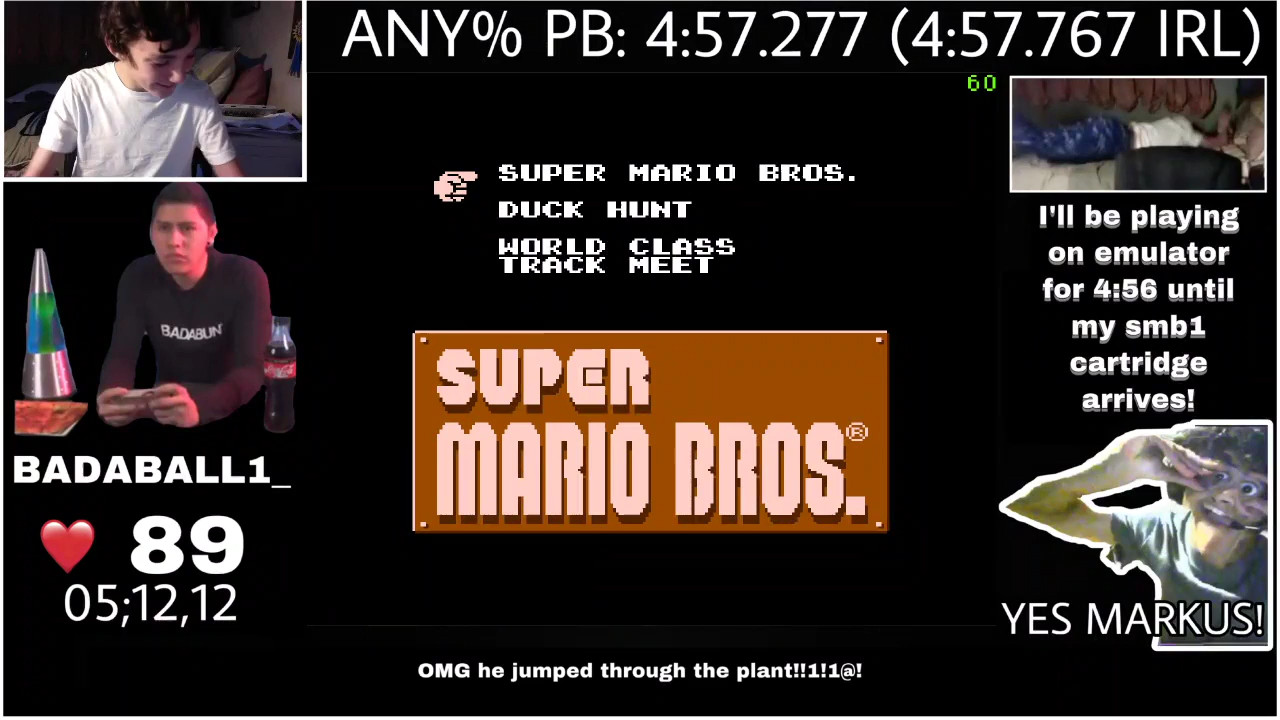 ANY% PB: 4:57.277 (4:57.767 IRL)
60
SUPER MARIO BROS.
DUCK HUNT
WORLD CLASS
TRACK MEET
SUPER
MARIO BROS.®
BADABUN
BADABALL1_
89
05;12,12
I'll be playing
on emulator
for 4:56 until
my smb1
cartridge
arrives!
YES MARKUS!
OMG he jumped through the plant!!1!1@!